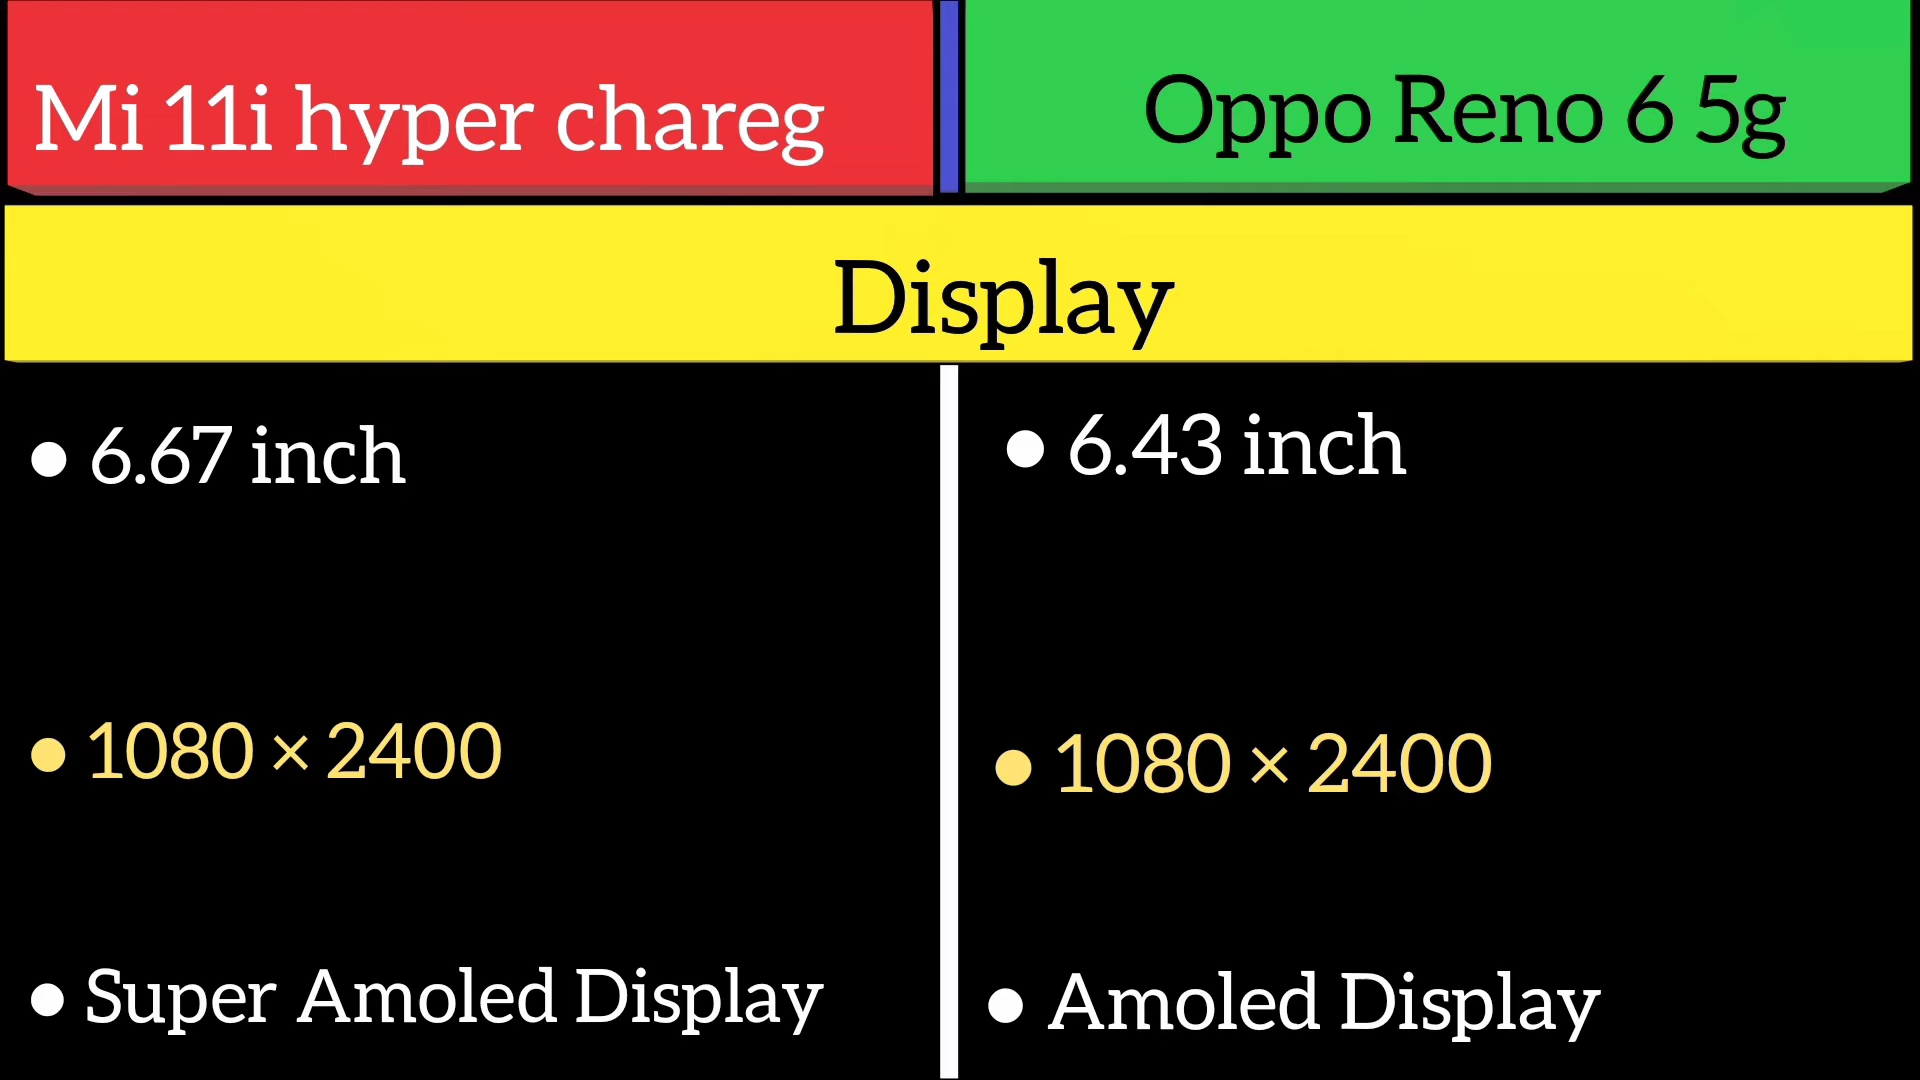 Mi 11i hyper chareg
Oppo Reno 6 5g
Display
• 6.67 inch
• 6.43 inch
• 1080 × 2400
• 1080 × 2400
• Super Amoled Display
• Amoled Display